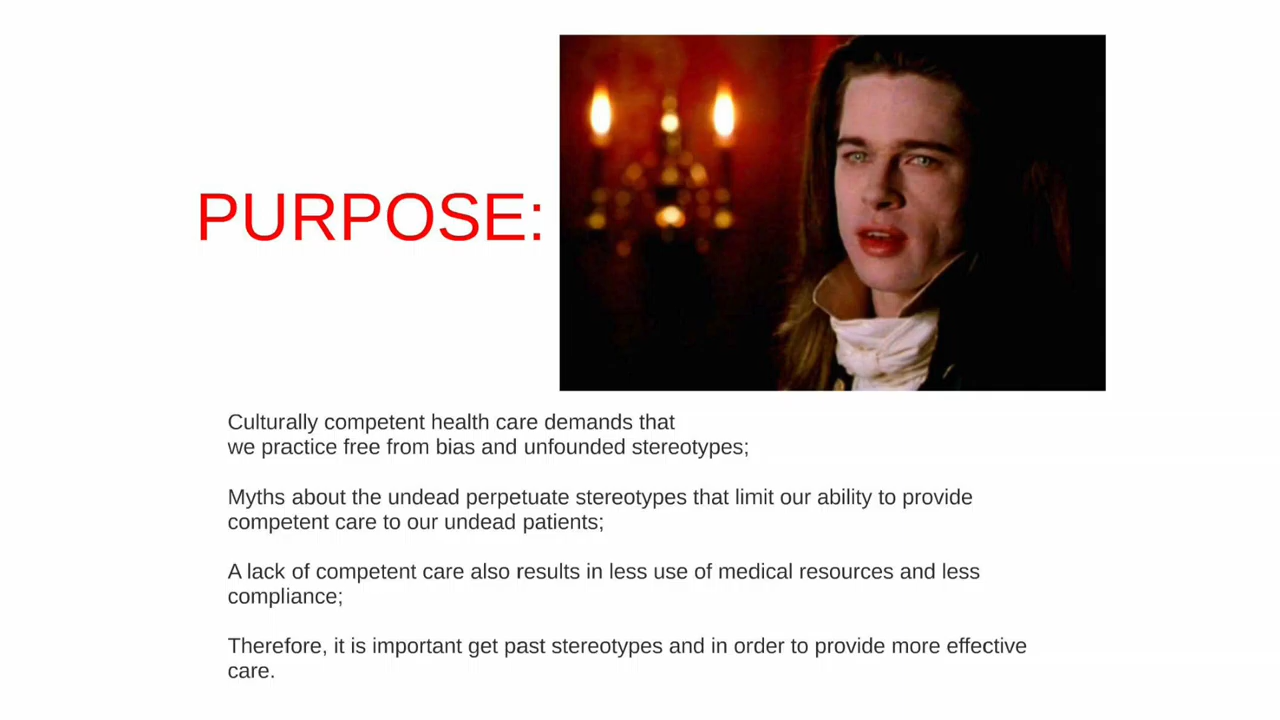 PURPOSE:
Culturally competent health care demands that
we practice free from bias and unfounded stereotypes;
Myths about the undead perpetuate stereotypes that limit our ability to provide
competent care to our undead patients;
A lack of competent care also results in less use of medical resources and less
compliance;
Therefore, it is important get past stereotypes and in order to provide more effective
care.